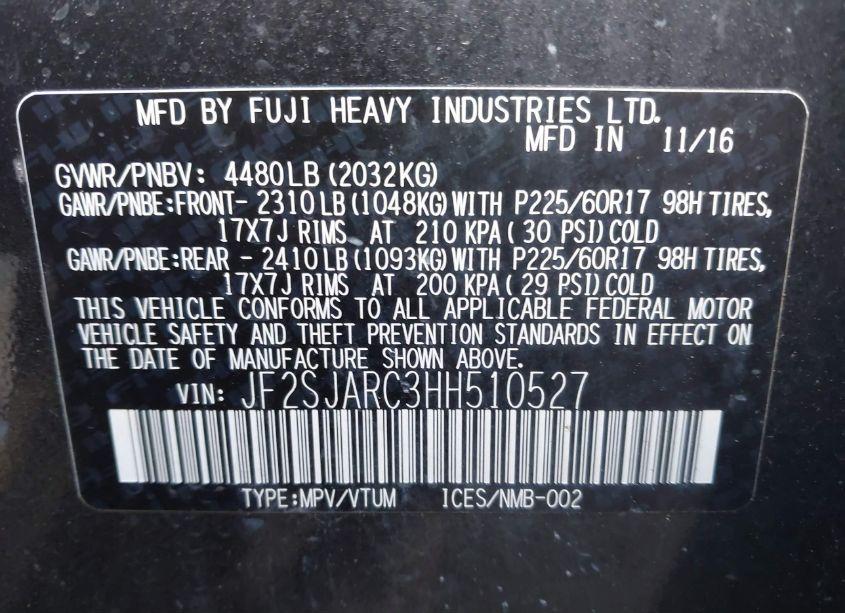 MFD BY FUJI HEAVY INDUSTRIES LTD.
MFD IN 11/16
GVWR/PNBV: 4480LB (2032KG)
GAWR/PNBE:FRONT- 2310LB (1048KG) WITH P225/60R17 98H TIRES,
17X7J RIMS AT 210 KPA ( 30 PSI) COLD
GAWR/PNBE:REAR - 2410LB (1093KG) WITH P225/60R17 98H TIRES,
17X7J RIMS AT 200 KPA ( 29 PSI) COLD
THIS VEHICLE CONFORMS TO ALL APPLICABLE FEDERAL MOTOR
VEHICLE SAFETY AND THEFT PREVENTION STANDARDS IN EFFECT ON
THE DATE OF MANUFACTURE SHOWN ABOVE.
VIN: JF2SJARC3HH510527
TYPE:MPV/VTUM ICES/NMB-002